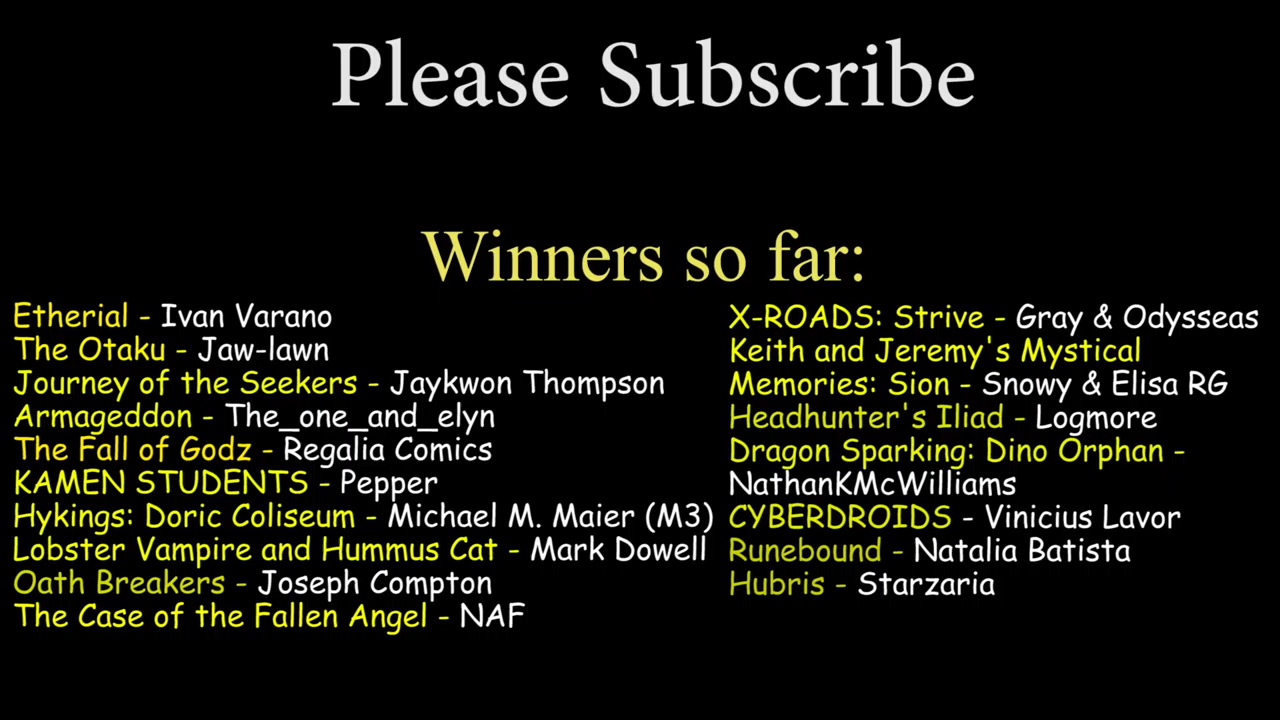 Please Subscribe
Winners so far:
Etherial - Ivan Varano
The Otaku - Jaw-lawn
Journey of the Seekers - Jaykwon Thompson
Armageddon - The_one_and_elyn
The Fall of Godz - Regalia Comics
KAMEN STUDENTS - Pepper
Hykings: Doric Coliseum - Michael M. Maier (M3)
Lobster Vampire and Hummus Cat - Mark Dowell
Oath Breakers - Joseph Compton
The Case of the Fallen Angel - NAF
X-ROADS: Strive - Gray & Odysseas
Keith and Jeremy's Mystical
Memories: Sion - Snowy & Elisa RG
Headhunter's Iliad - Logmore
Dragon Sparking: Dino Orphan -
NathanKMcWilliams
CYBERDROIDS - Vinicius Lavor
Runebound - Natalia Batista
Hubris - Starzaria